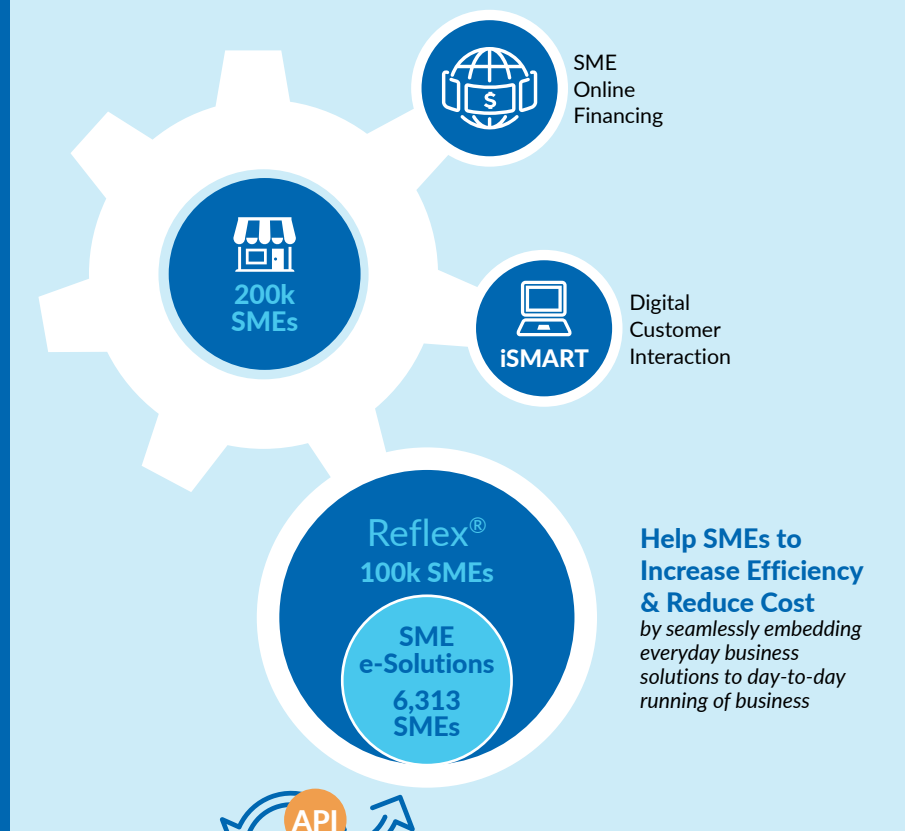 SME
Online
Financing
$
200k
SMEs
iSMART
Digital
Customer
Interaction
Reflex®
100k SMEs
SME
e-Solutions
6,313
SMEs
Help SMEs to
Increase Efficiency
& Reduce Cost
by seamlessly embedding
everyday business
solutions to day-to-day
running of business
API